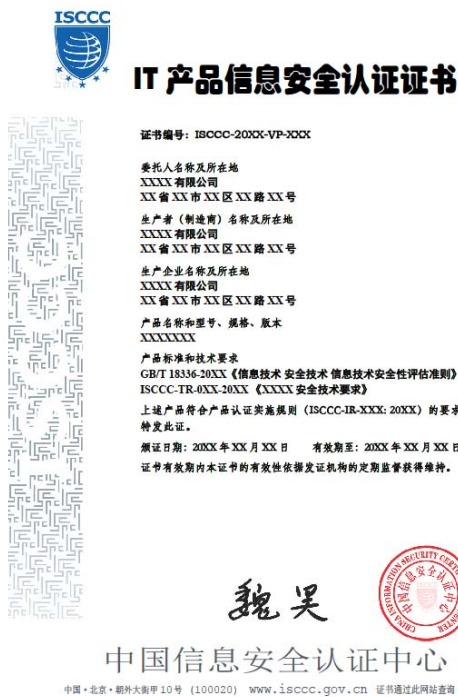 ISCCC
IT 产品信息安全认证证书
证书编号：ISCCC-20XX-VP-XXX
委托人名称及所在地
XXXX 有限公司
XX 省 XX 市 XX 区 XX 路 XX 号
生产者（制造商）名称及所在地
XXXX 有限公司
XX 省 XX 市 XX 区 XX 路 XX 号
生产企业名称及所在地
XXXX 有限公司
XX 省 XX 市 XX 区 XX 路 XX 号
产品名称和型号、规格、版本
XXXXXXX
产品标准和技术要求
GB/T 18336-20XX《信息技术 安全技术 信息技术安全性评估准则》
ISCCC-TR-0XX-20XX 《XXXX 安全技术要求》
上述产品符合产品认证实施规则（ISCCC-IR-XXX: 20XX）的要求
特发此证。
颁证日期：20XX 年 XX 月 XX 日 有效期至：20XX 年 XX 月 XX 日
证书有效期内本证书的有效性依据发证机构的定期监督获得维持。
魏昊
中国信息安全认证中心
中国信息安全认证中心
中国·北京·朝外大街甲10号 (100020) www.isccc.gov.cn 证书通过此网站查询